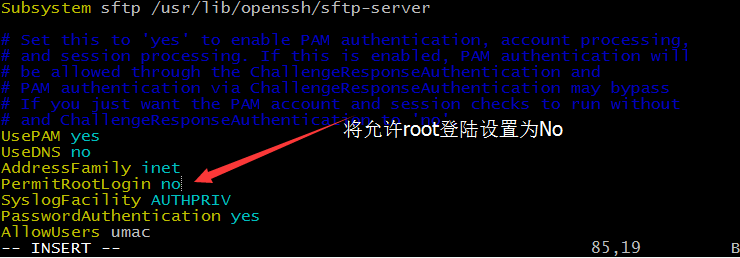 Subsystem sftp /usr/lib/openssh/sftp-server
# Set this to 'yes' to enable PAM authentication, account processing,
# and session processing. If this is enabled, PAM authentication will
# be allowed through the ChallengeResponseAuthentication and
# PAM authentication via ChallengeResponseAuthentication may bypass
# If you just want the PAM account and session checks to run without
# and ChallengeResponseAuthentication to 'no'.
UsePAM yes
将允许root登陆设置为No
UseDNS no
AddressFamily inet
PermitRootLogin no
SyslogFacility AUTHPRIV
PasswordAuthentication yes
AllowUsers umac
-- INSERT -- 85,19 B